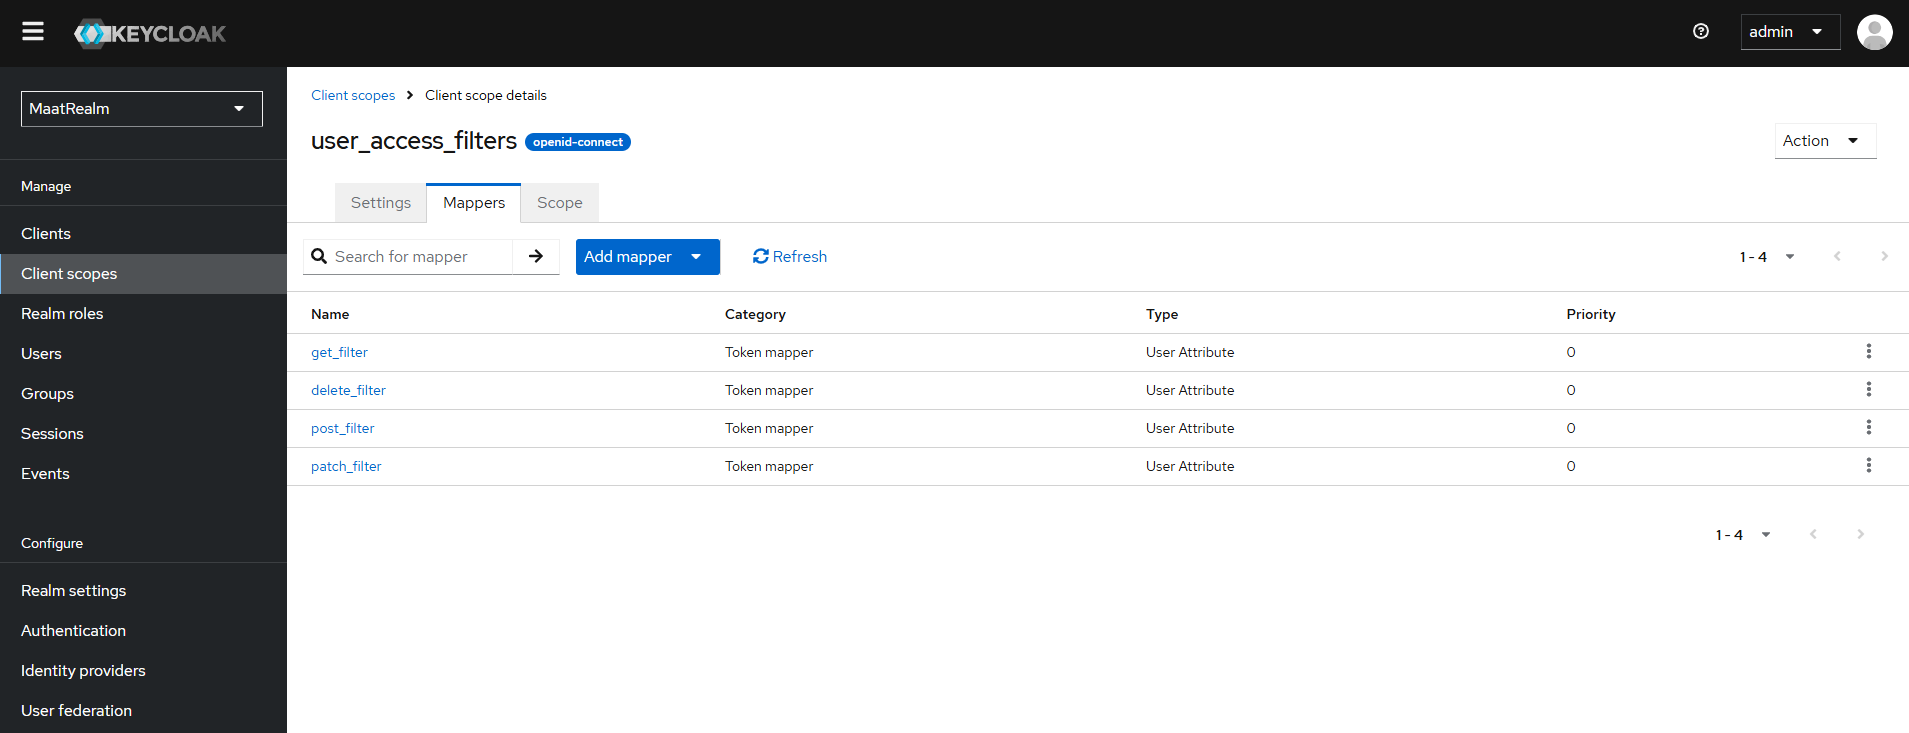 KEYCLOAK
admin
MaatRealm
Manage
Clients
Client scopes
Realm roles
Users
Groups
Sessions
Events
Configure
Realm settings
Authentication
Identity providers
User federation
Client scopes Client scope details
user_access_filters openid-connect
Action
Settings Mappers Scope
Search for mapper Add mapper Refresh 1 - 4
Name Category Type Priority
get_filter Token mapper User Attribute 0
delete_filter Token mapper User Attribute 0
post_filter Token mapper User Attribute 0
patch_filter Token mapper User Attribute 0
1 - 4